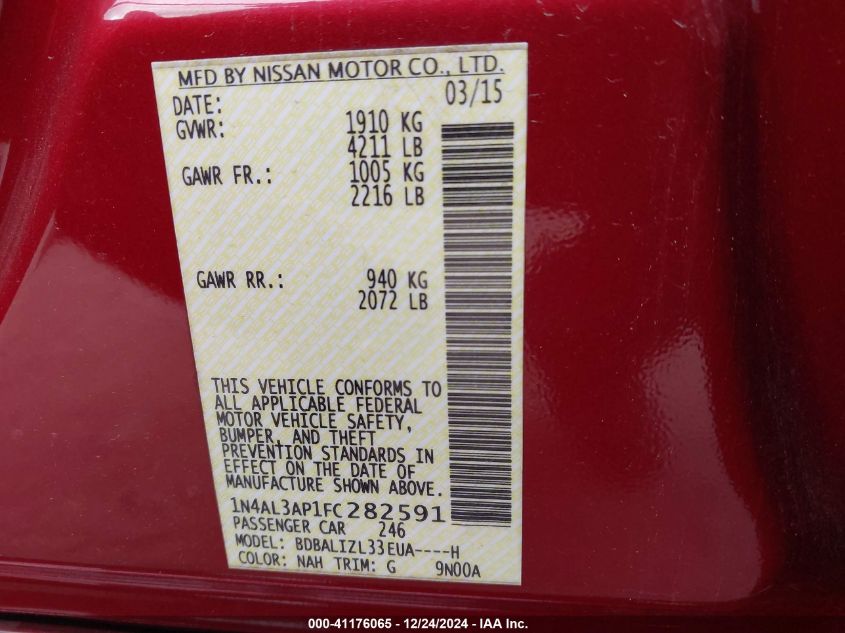 MFD BY NISSAN MOTOR CO., LTD.
DATE: 03/15
GVWR: 1910 KG
4211 LB
GAWR FR.: 1005 KG
2216 LB
GAWR RR.: 940 KG
2072 LB
THIS VEHICLE CONFORMS TO
ALL APPLICABLE FEDERAL
MOTOR VEHICLE SAFETY,
BUMPER, AND THEFT
PREVENTION STANDARDS IN
EFFECT ON THE DATE OF
MANUFACTURE SHOWN ABOVE.
1N4AL3AP1FC282591
PASSENGER CAR 246
MODEL: BDBALIZL33EUA----H
COLOR: NAH TRIM: G 9N00A
000-41176065 - 12/24/2024 - IAA Inc.